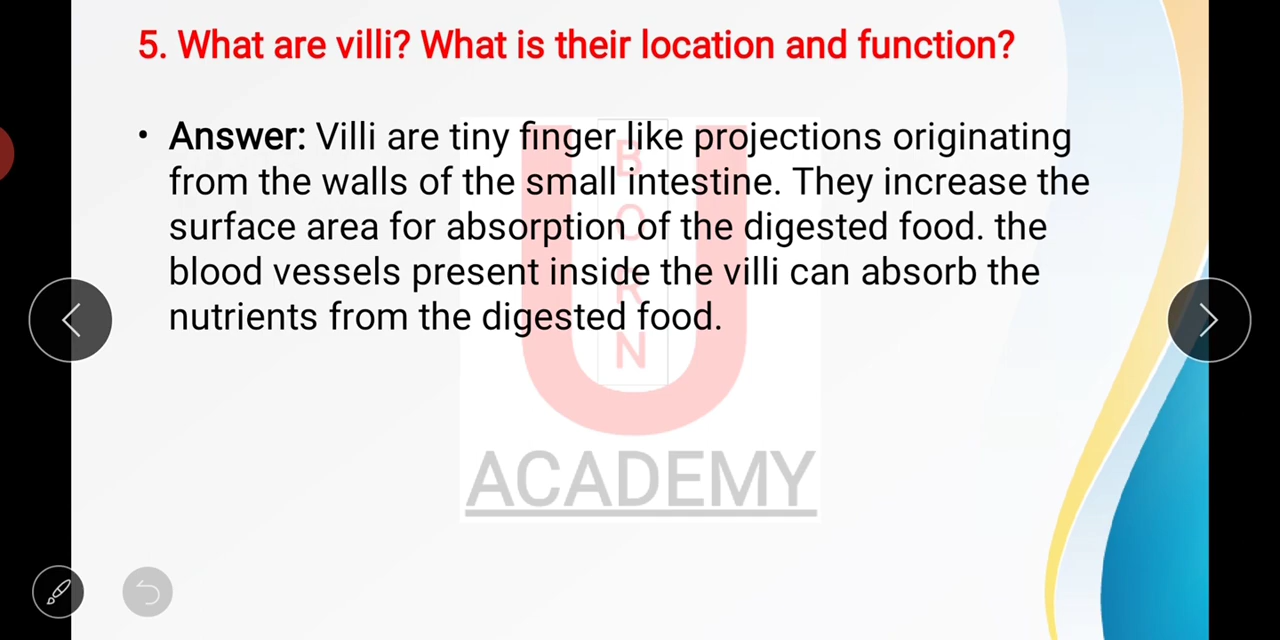 5. What are villi? What is their location and function?
• Answer: Villi are tiny finger like projections originating
from the walls of the small intestine. They increase the
surface area for absorption of the digested food. the
blood vessels present inside the villi can absorb the
nutrients from the digested food.
U
B
O
R
N
ACADEMY